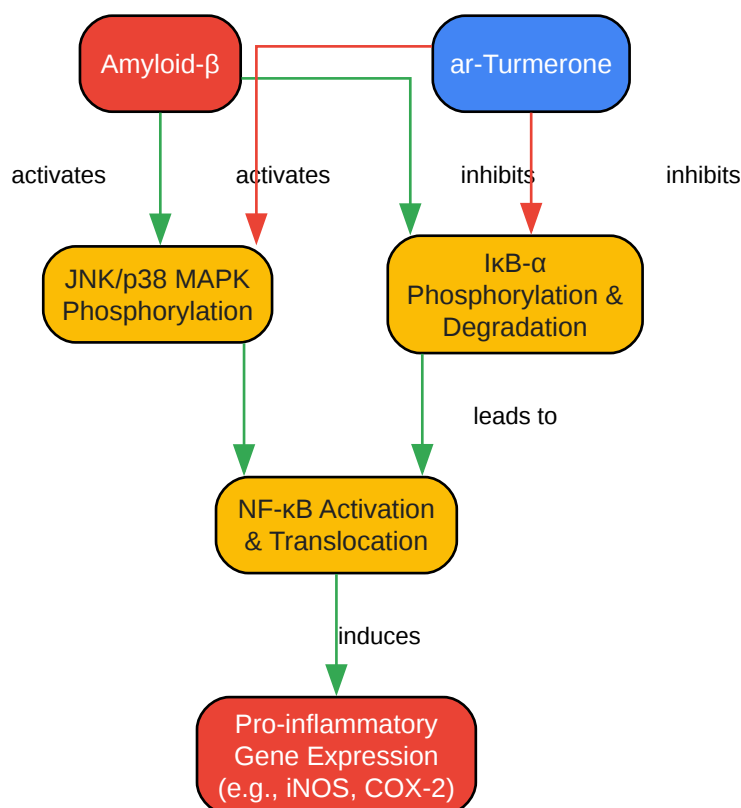 Amyloid-β
ar-Turmerone
activates
activates
inhibits
inhibits
JNK/p38 MAPK
Phosphorylation
IκB-α
Phosphorylation &
Degradation
leads to
NF-κB Activation
& Translocation
induces
Pro-inflammatory
Gene Expression
(e.g., iNOS, COX-2)